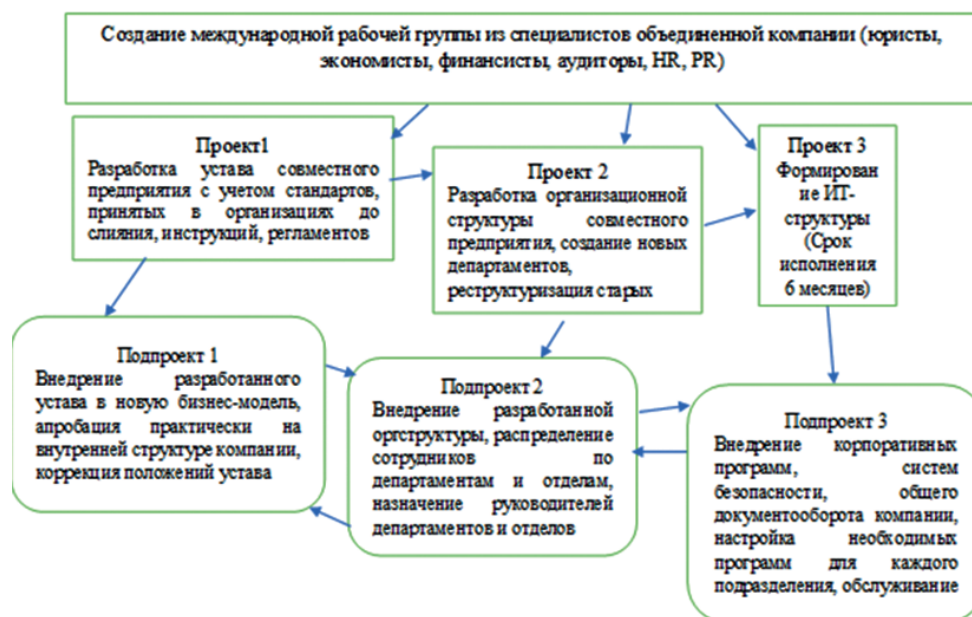 Создание международной рабочей группы из специалистов объединенной компании (юристы,
экономисты, финансисты, аудиторы, HR, PR)
Проект1
Разработка устава совместного
предприятия с учетом стандартов,
принятых в организациях до
слияния, инструкций, регламентов
Проект 2
Разработка организационной
структуры совместного
предприятия, создание новых
департаментов,
реструктуризация старых
Проект 3
Формирован
ие ИТ-
структуры
(Срок
исполнения
6 месяцев)
Подпроект 1
Внедрение разработанного
устава в новую бизнес-модель,
апробация практически на
внутренней структуре компании,
коррекция положений устава
Подпроект 2
Внедрение разработанной
оргструктуры, распределение
сотрудников по
департаментам и отделам,
назначение руководителей
департаментов и отделов
Подпроект 3
Внедрение корпоративных
программ, систем
безопасности, общего
документооборота компании,
настройка необходимых
программ для каждого
подразделения, обслуживание